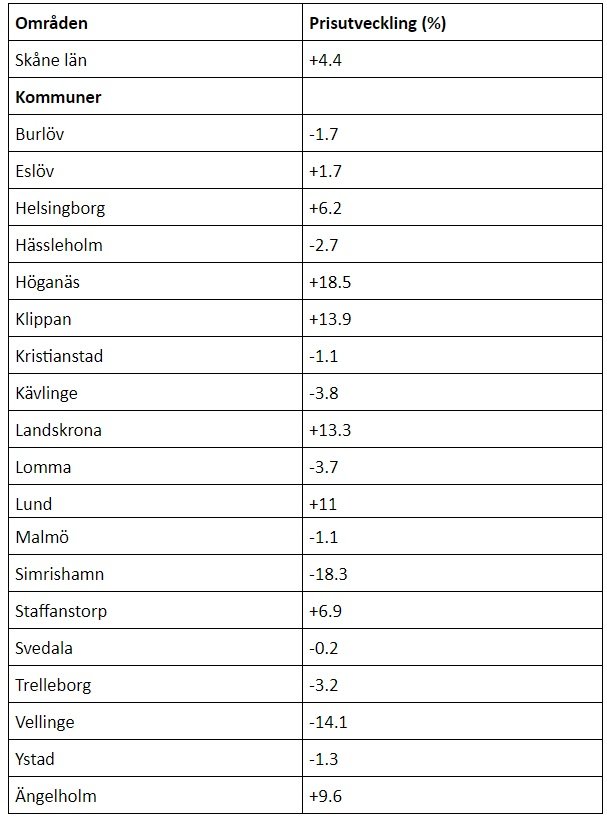 Områden Prisutveckling (%)
Skåne län +4.4
Kommuner
Burlöv -1.7
Eslöv +1.7
Helsingborg +6.2
Hässleholm -2.7
Höganäs +18.5
Klippan +13.9
Kristianstad -1.1
Kävlinge -3.8
Landskrona +13.3
Lomma -3.7
Lund +11
Malmö -1.1
Simrishamn -18.3
Staffanstorp +6.9
Svedala -0.2
Trelleborg -3.2
Vellinge -14.1
Ystad -1.3
Ängelholm +9.6